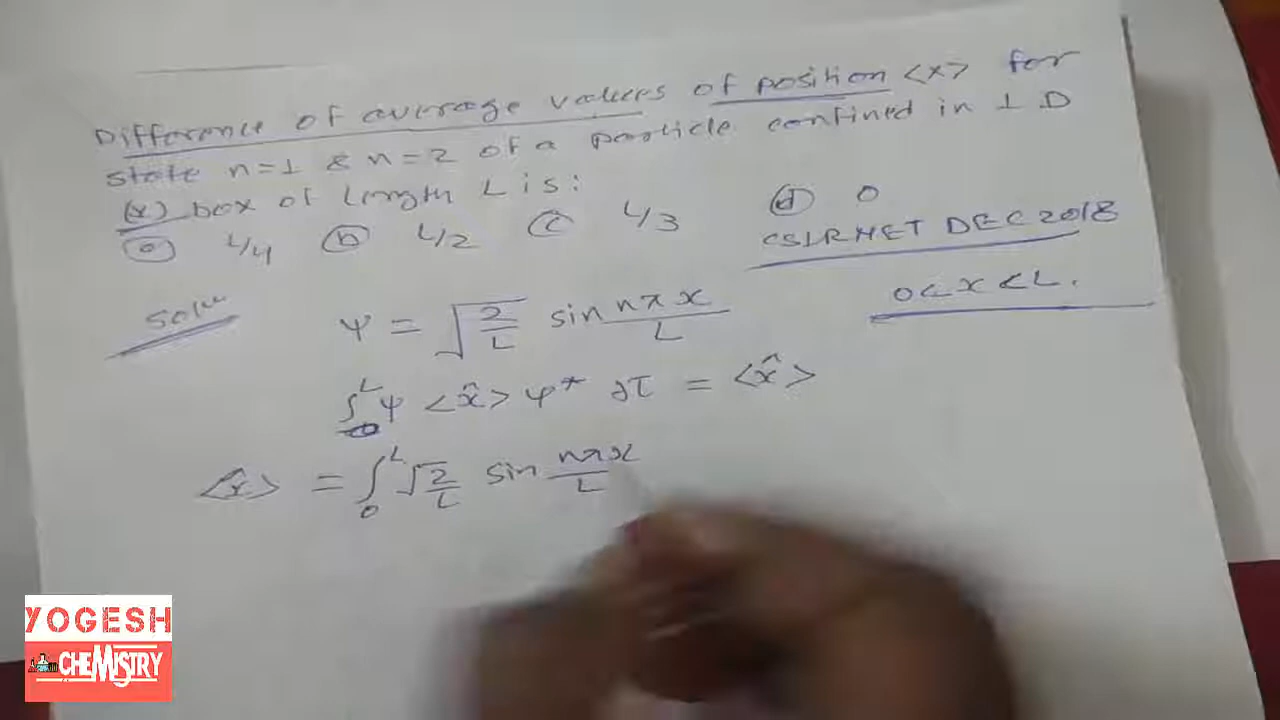 Difference of average values of position <x> for
state n=1 & n=2 of a particle confined in 1 D
(x) box of length L is:
(a) L/4 (b) L/2 (c) L/3 (d) 0
CSIRNET DEC 2018
Soln ψ = √2/L sin nπx/L 0<x<L.
∫₀ᴸ ψ <x̂> ψ* dτ = <x̂>
<x̂> = ∫₀ᴸ √2/L sin nπx/L
YOGESH
CHEMISTRY